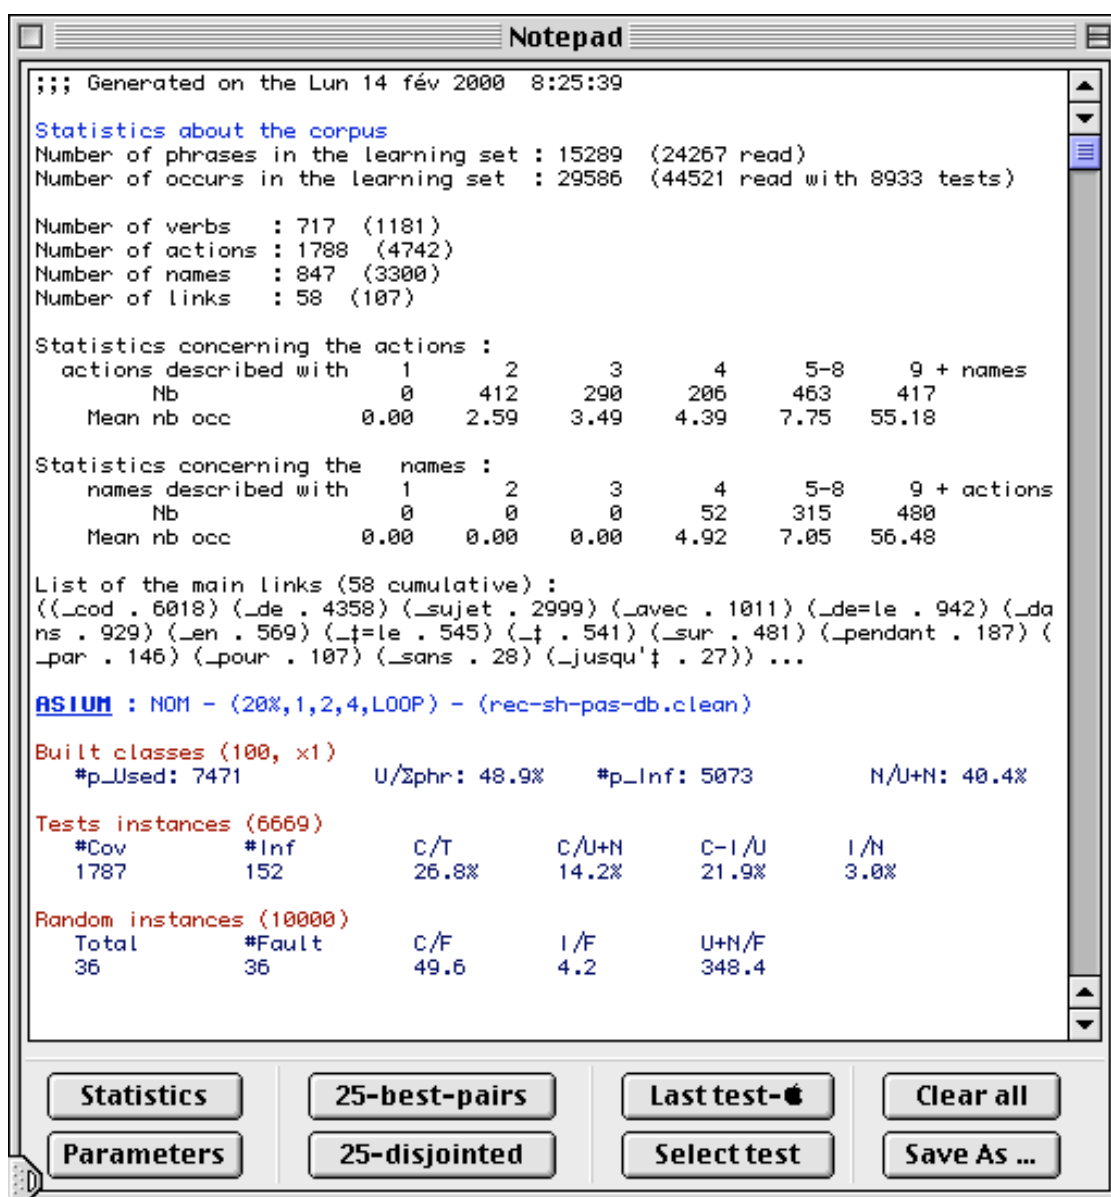 Notepad
;;; Generated on the Lun 14 fév 2000  8:25:39
Statistics about the corpus
Number of phrases in the learning set : 15289  (24267 read)
Number of occurs in the learning set  : 29586  (44521 read with 8933 tests)
Number of verbs   : 717  (1181)
Number of actions : 1788  (4742)
Number of names   : 847  (3300)
Number of links   : 58  (107)
Statistics concerning the actions :
actions described with   1   2   3   4   5-8   9 + names
Nb   0   412   290   206   463   417
Mean nb occ   0.00   2.59   3.49   4.39   7.75   55.18
Statistics concerning the   names :
names described with   1   2   3   4   5-8   9 + actions
Nb   0   0   0   52   315   480
Mean nb occ   0.00   0.00   0.00   4.92   7.05   56.48
List of the main links (58 cumulative) :
((_cod . 6018) (_de . 4358) (_sujet . 2999) (_avec . 1011) (_de=le . 942) (_da
ns . 929) (_en . 569) (_‡=le . 545) (_‡ . 541) (_sur . 481) (_pendant . 187) (
_par . 146) (_pour . 107) (_sans . 28) (_jusqu'‡ . 27)) ...
ASIUM : NOM - (20%,1,2,4,LOOP) - (rec-sh-pas-db.clean)
Built classes (100, x1)
#p_Used: 7471   U/Σphr: 48.9%   #p_Inf: 5073   N/U+N: 40.4%
Tests instances (6669)
#Cov   #Inf   C/T   C/U+N   C-I/U   I/N
1787   152   26.8%   14.2%   21.9%   3.0%
Random instances (10000)
Total   #Fault   C/F   I/F   U+N/F
36   36   49.6   4.2   348.4
Statistics   25-best-pairs   Last test-   Clear all
Parameters   25-disjointed   Select test   Save As ...